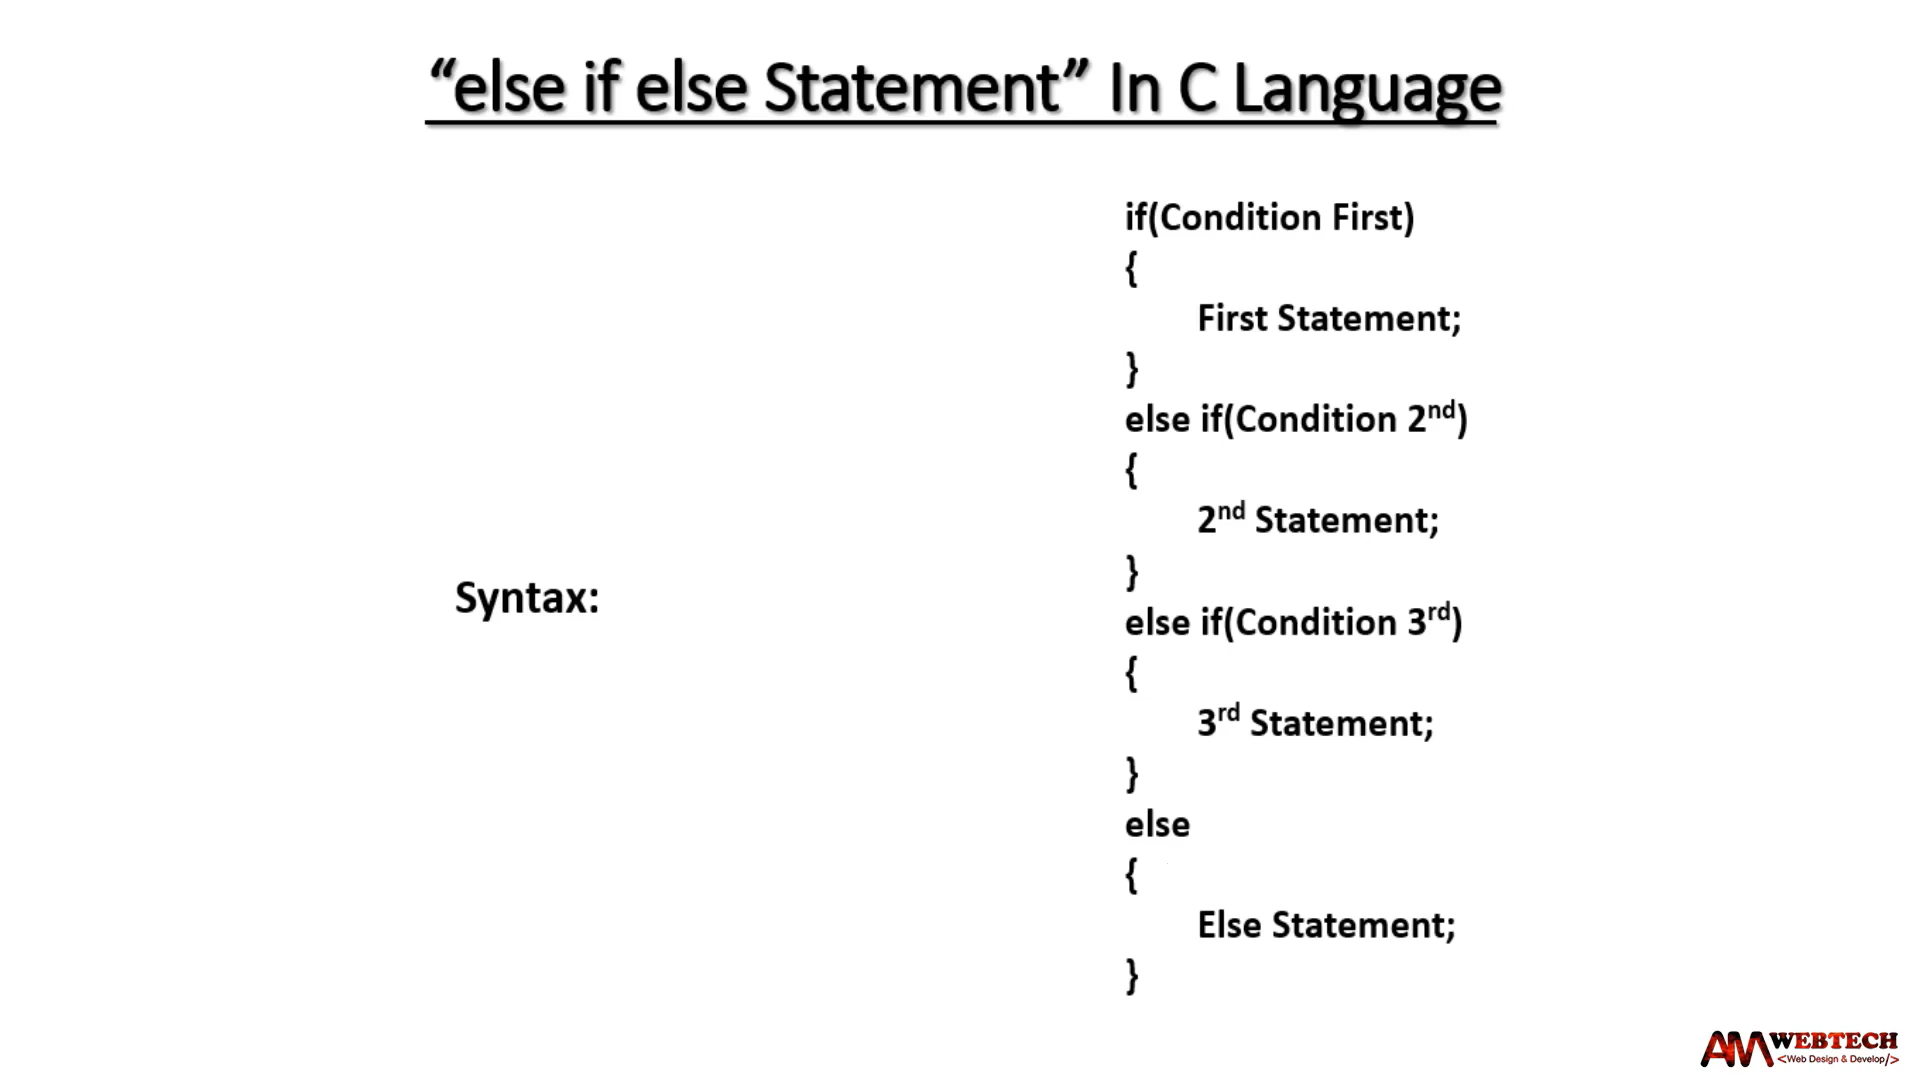 “else if else Statement” In C Language
Syntax:
if(Condition First)
{
First Statement;
}
else if(Condition 2nd)
{
2nd Statement;
}
else if(Condition 3rd)
{
3rd Statement;
}
else
{
Else Statement;
}
AM WEBTECH
<Web Design & Develop/>